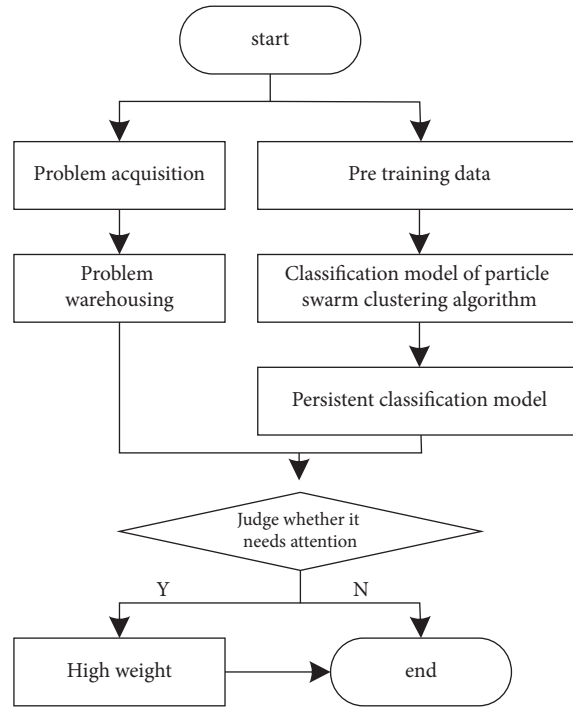 start
Problem acquisition
Pre training data
Problem
warehousing
Classification model of particle
swarm clustering algorithm
Persistent classification model
Judge whether it
needs attention
Y
N
High weight
end